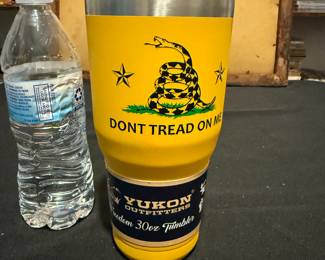 DONT TREAD ON ME
YUKON
OUTFITTERS
Freedom 30oz Tumbler